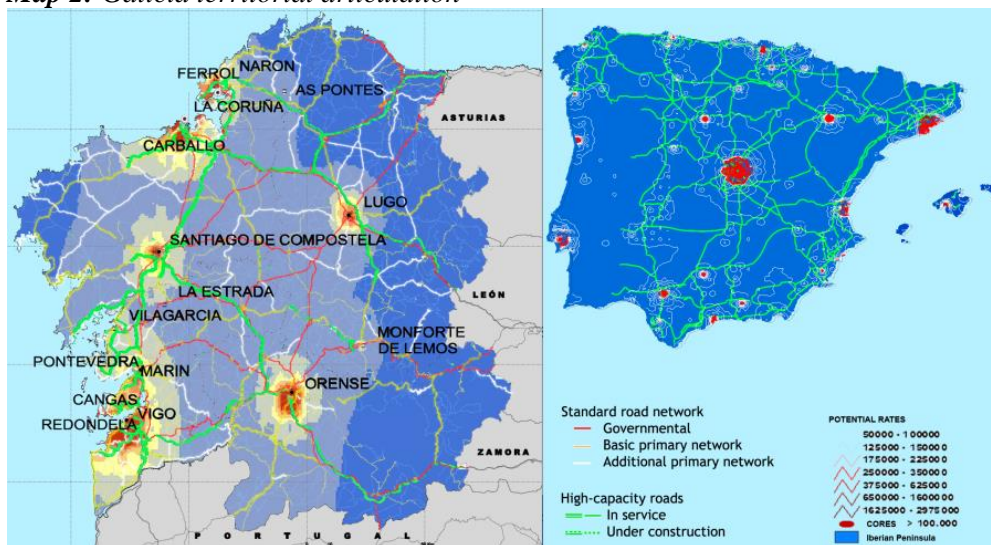 Map 2: Galicia territorial articulation
NARON
FERROL
AS PONTES
LA CORUÑA
ASTURIAS
CARBALLO
LUGO
SANTIAGO DE COMPOSTELA
LA ESTRADA
LEÓN
VILAGARCIA
MONFORTE
DE LEMOS
PONTEVEDRA
MARIN
ORENSE
CANGAS
VIGO
REDONDELA
ZAMORA
PORTUGAL
Standard road network
Governmental
Basic primary network
Additional primary network
High-capacity roads
In service
Under construction
POTENTIAL RATES
50000 - 100000
125000 - 150000
175000 - 225000
250000 - 350000
375000 - 625000
650000 - 1600000
1625000 - 2975000
CORES > 100.000
Iberian Peninsula